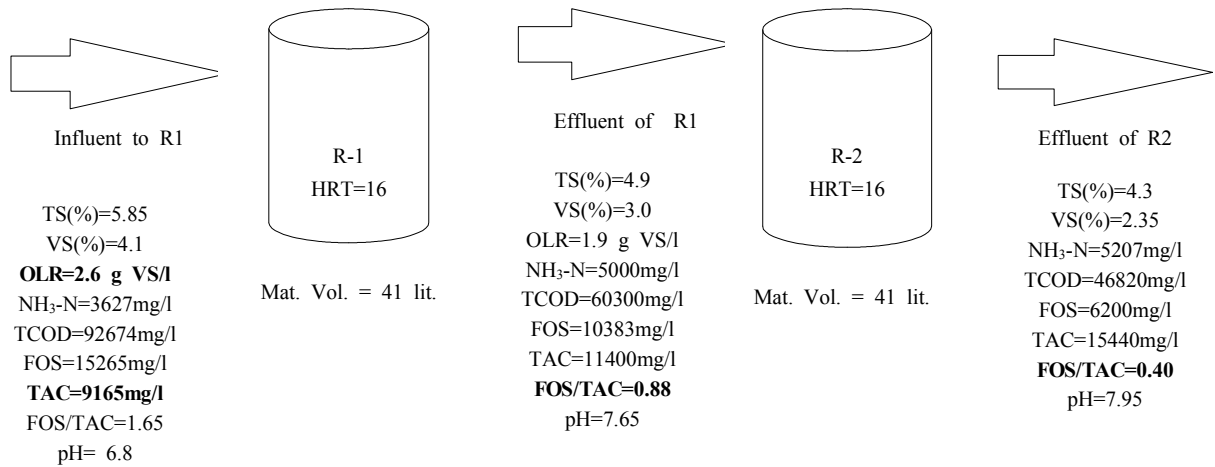 Influent to R1
TS(%)=5.85
VS(%)=4.1
OLR=2.6 g VS/l
NH₃-N=3627mg/l
TCOD=92674mg/l
FOS=15265mg/l
TAC=9165mg/l
FOS/TAC=1.65
pH= 6.8
R-1
HRT=16
Mat. Vol. = 41 lit.
Effluent of R1
TS(%)=4.9
VS(%)=3.0
OLR=1.9 g VS/l
NH₃-N=5000mg/l
TCOD=60300mg/l
FOS=10383mg/l
TAC=11400mg/l
FOS/TAC=0.88
pH=7.65
R-2
HRT=16
Mat. Vol. = 41 lit.
Effluent of R2
TS(%)=4.3
VS(%)=2.35
NH₃-N=5207mg/l
TCOD=46820mg/l
FOS=6200mg/l
TAC=15440mg/l
FOS/TAC=0.40
pH=7.95